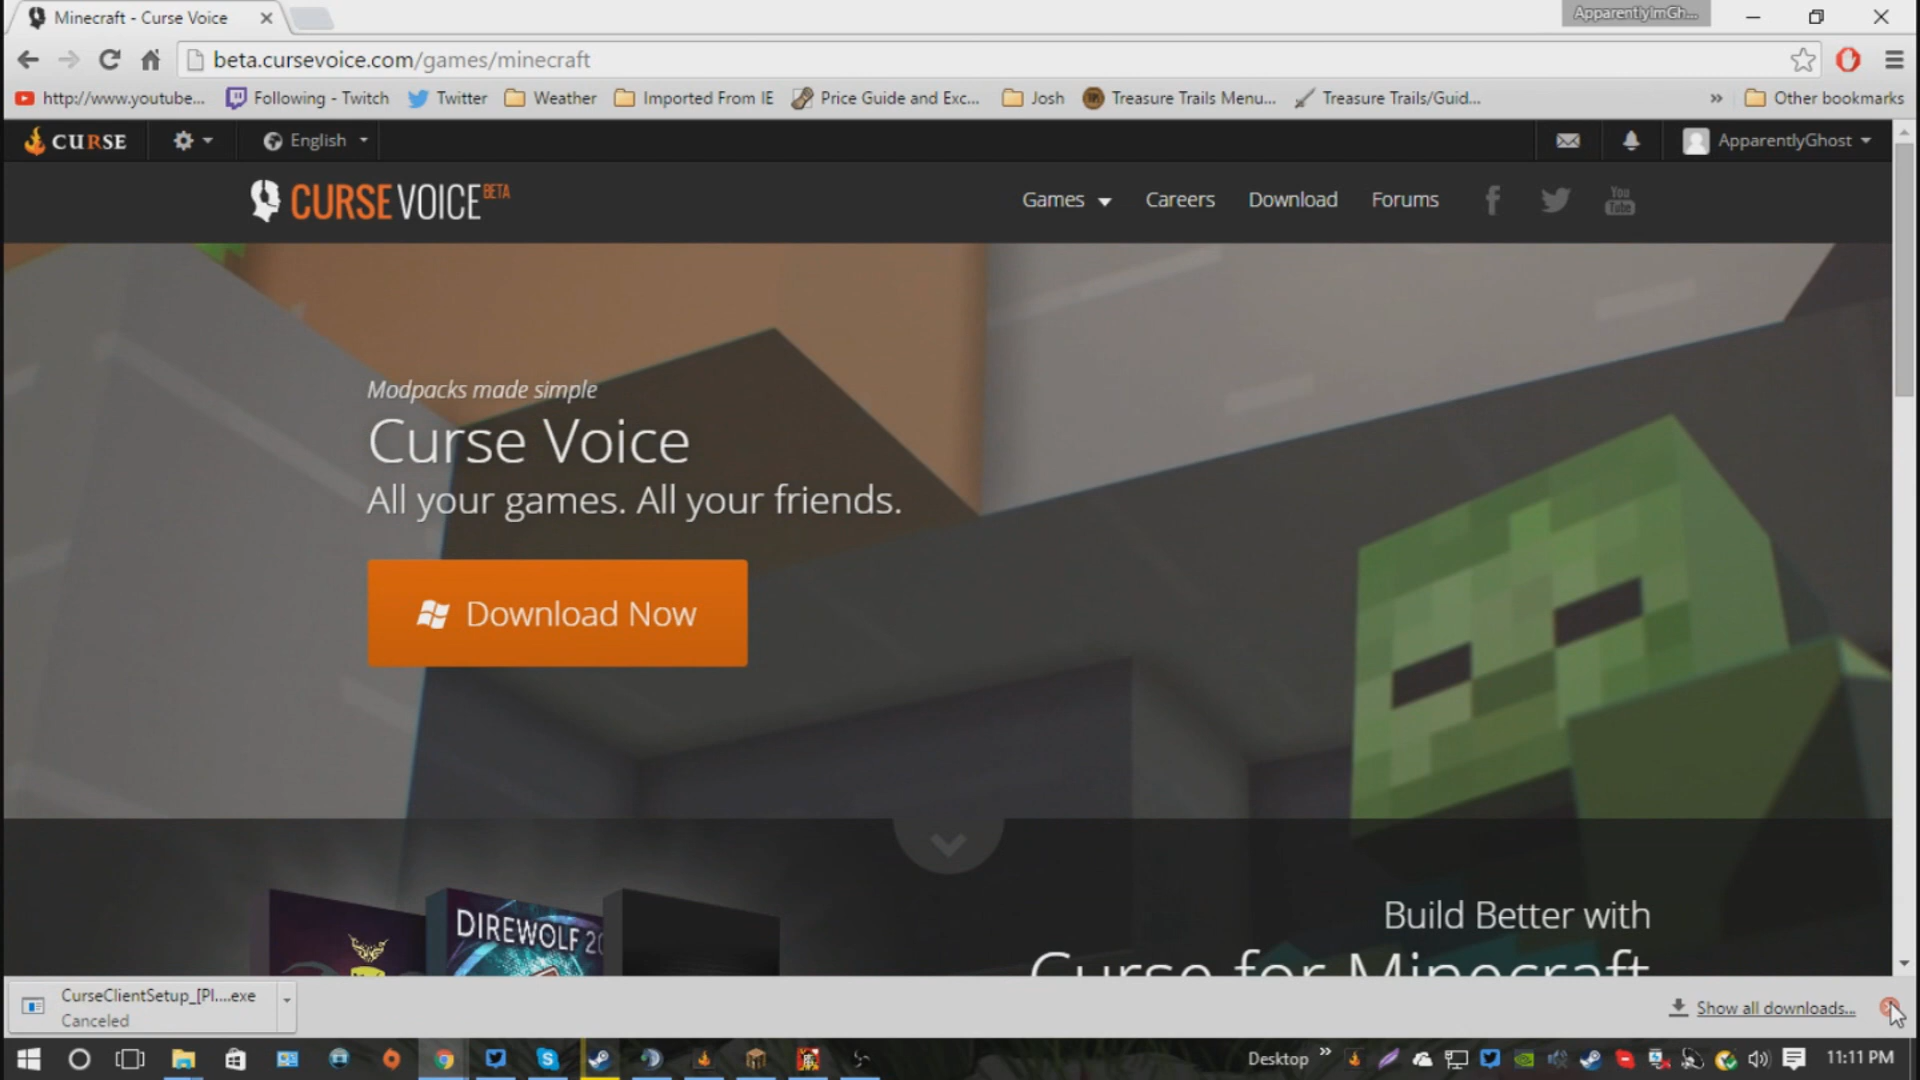 Minecraft - Curse Voice
ApparentlyImGh...
beta.cursevoice.com/games/minecraft
http://www.youtube... Following - Twitch Twitter Weather Imported From IE Price Guide and Exc... Josh Treasure Trails Menu... Treasure Trails/Guid... » Other bookmarks
CURSE English ApparentlyGhost
CURSE VOICE BETA Games Careers Download Forums You Tube
Modpacks made simple
Curse Voice
All your games. All your friends.
Download Now
DIREWOLF 20
Build Better with
Curse for Minecraft
CurseClientSetup_[Pl....exe
Canceled
Show all downloads...
Desktop » 11:11 PM